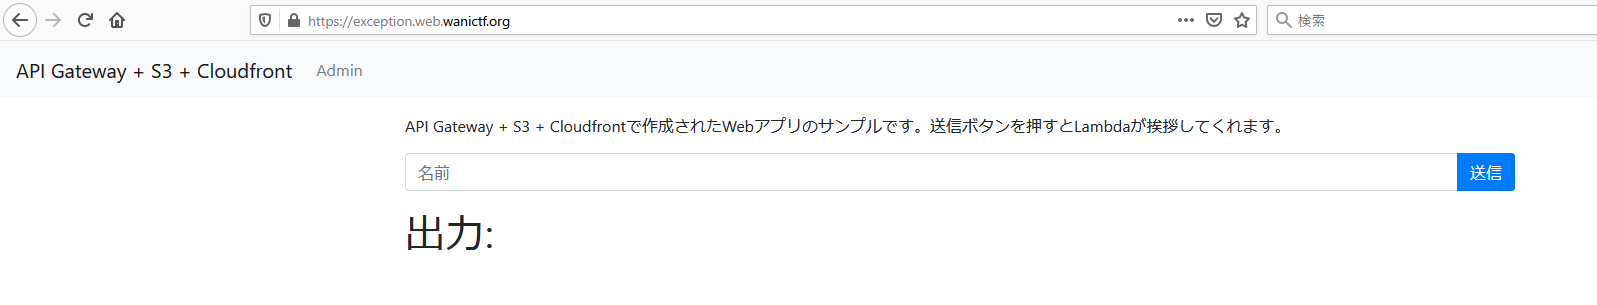 https://exception.web.wanictf.org
検索
API Gateway + S3 + Cloudfront Admin
API Gateway + S3 + Cloudfrontで作成されたWebアプリのサンプルです。送信ボタンを押すとLambdaが挨拶してくれます。
名前 送信
出力: